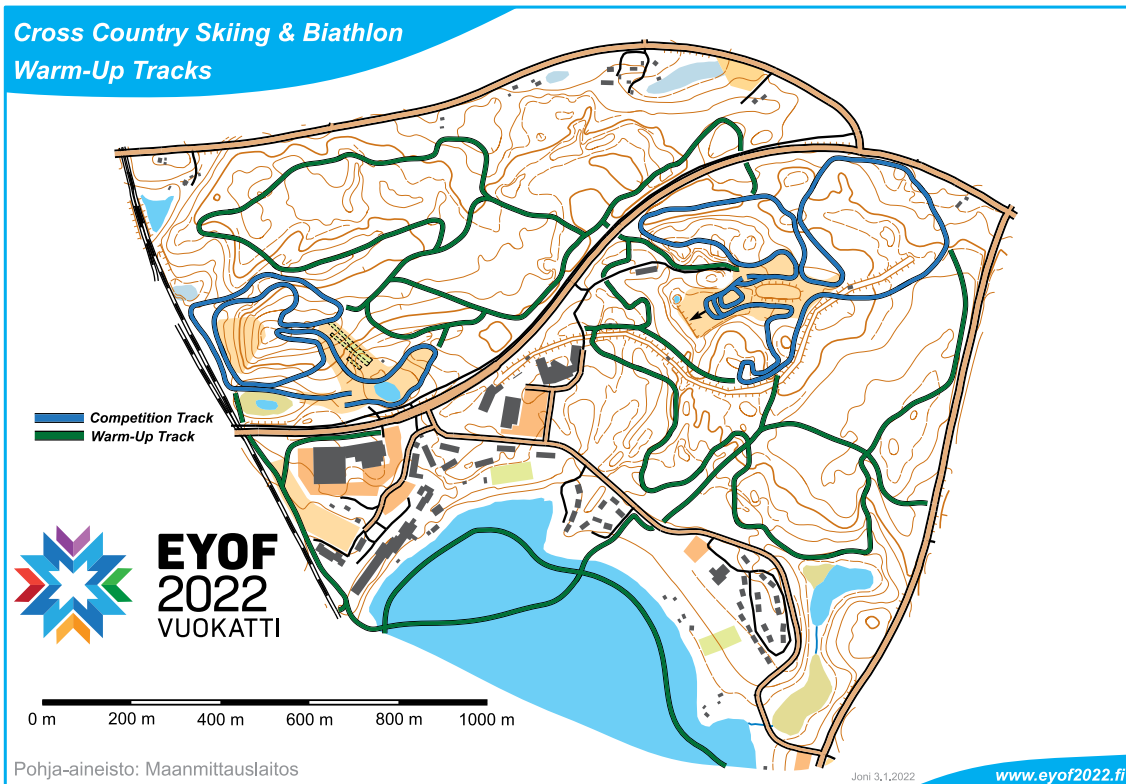 Cross Country Skiing & Biathlon
Warm-Up Tracks
Competition Track
Warm-Up Track
EYOF
2022
VUOKATTI
0 m 200 m 400 m 600 m 800 m 1000 m
Pohja-aineisto: Maanmittauslaitos
Joni 3.1.2022
www.eyof2022.fi